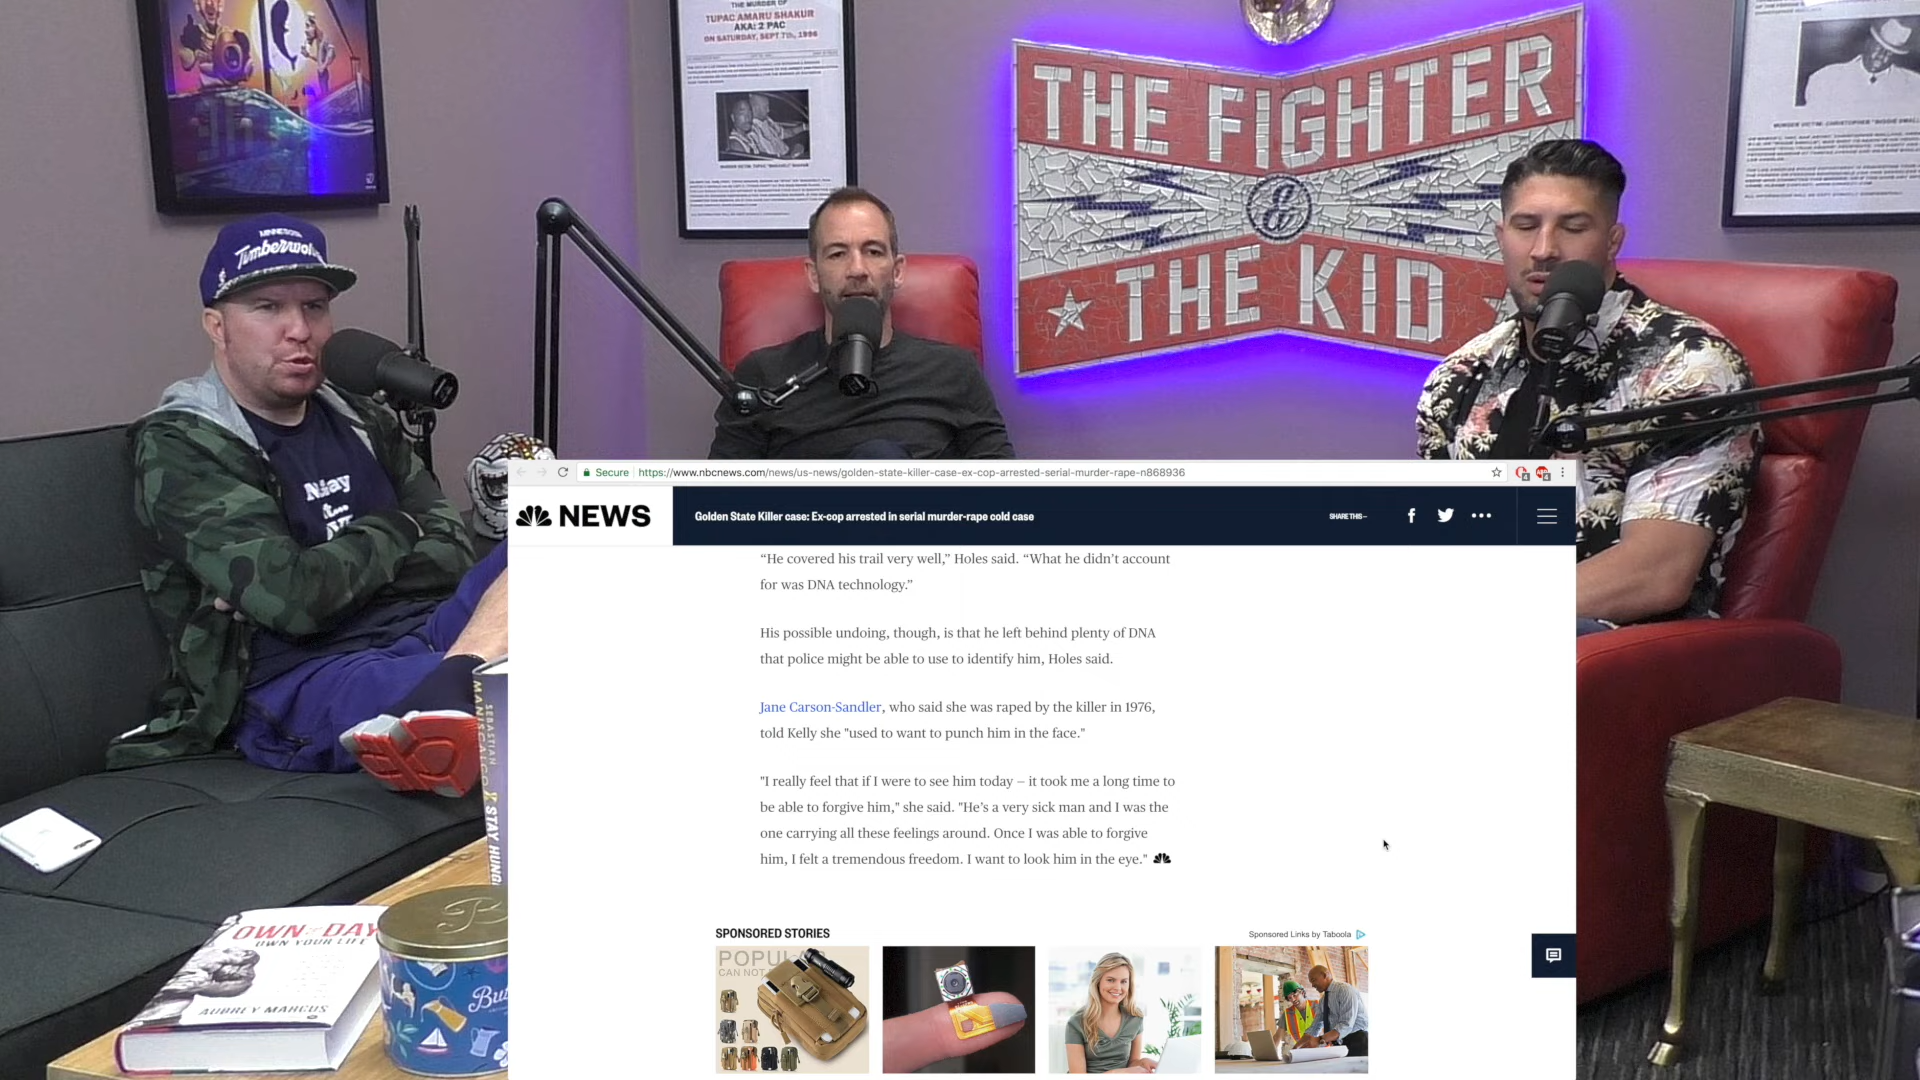 THE MURDER OF
TUPAC AMARU SHAKUR
AKA: 2 PAC
ON SATURDAY, SEPT 7th, 1996
THE FIGHTER
&
THE KID
MINNESOTA
Timberwolves
Secure https://www.nbcnews.com/news/us-news/golden-state-killer-case-ex-cop-arrested-serial-murder-rape-n868936
NEWS
Golden State Killer case: Ex-cop arrested in serial murder-rape cold case
SHARE THIS—
“He covered his trail very well,” Holes said. “What he didn’t account
for was DNA technology.”
His possible undoing, though, is that he left behind plenty of DNA
that police might be able to use to identify him, Holes said.
Jane Carson-Sandler, who said she was raped by the killer in 1976,
told Kelly she "used to want to punch him in the face."
"I really feel that if I were to see him today – it took me a long time to
be able to forgive him," she said. "He's a very sick man and I was the
one carrying all these feelings around. Once I was able to forgive
him, I felt a tremendous freedom. I want to look him in the eye."
SPONSORED STORIES
Sponsored Links by Taboola
POPUL
CAN NOT
SEBASTIAN
MANISCALCO
STAY HUNG
OWN THE DAY
OWN YOUR LIFE
AUBREY MARCUS